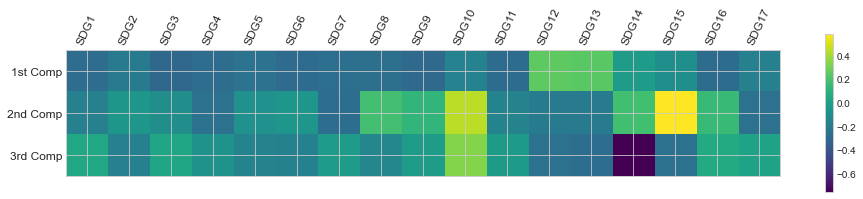 SDG1 SDG2 SDG3 SDG4 SDG5 SDG6 SDG7 SDG8 SDG9 SDG10 SDG11 SDG12 SDG13 SDG14 SDG15 SDG16 SDG17
1st Comp
2nd Comp
3rd Comp
0.4
0.2
0.0
−0.2
−0.4
−0.6